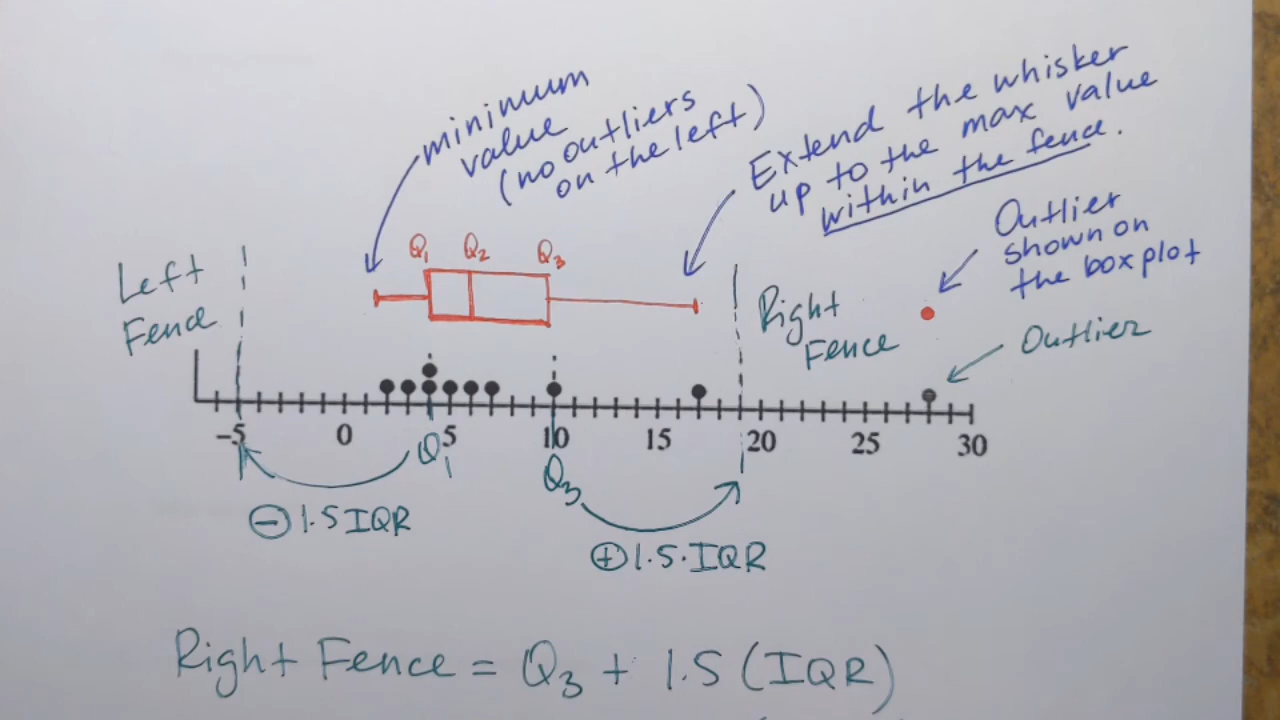 minimum
value
(no outliers
on the left)
Extend the whisker
up to the max value
within the fence.
Outlier
shown on
the box plot
Q1 Q2 Q3
Left
Fence
Right
Fence
Outlier
-5 0 5 10 15 20 25 30
Q1
Q3
⊖ 1.5 IQR
⊕ 1.5 · IQR
Right Fence = Q3 + 1.5 (IQR)